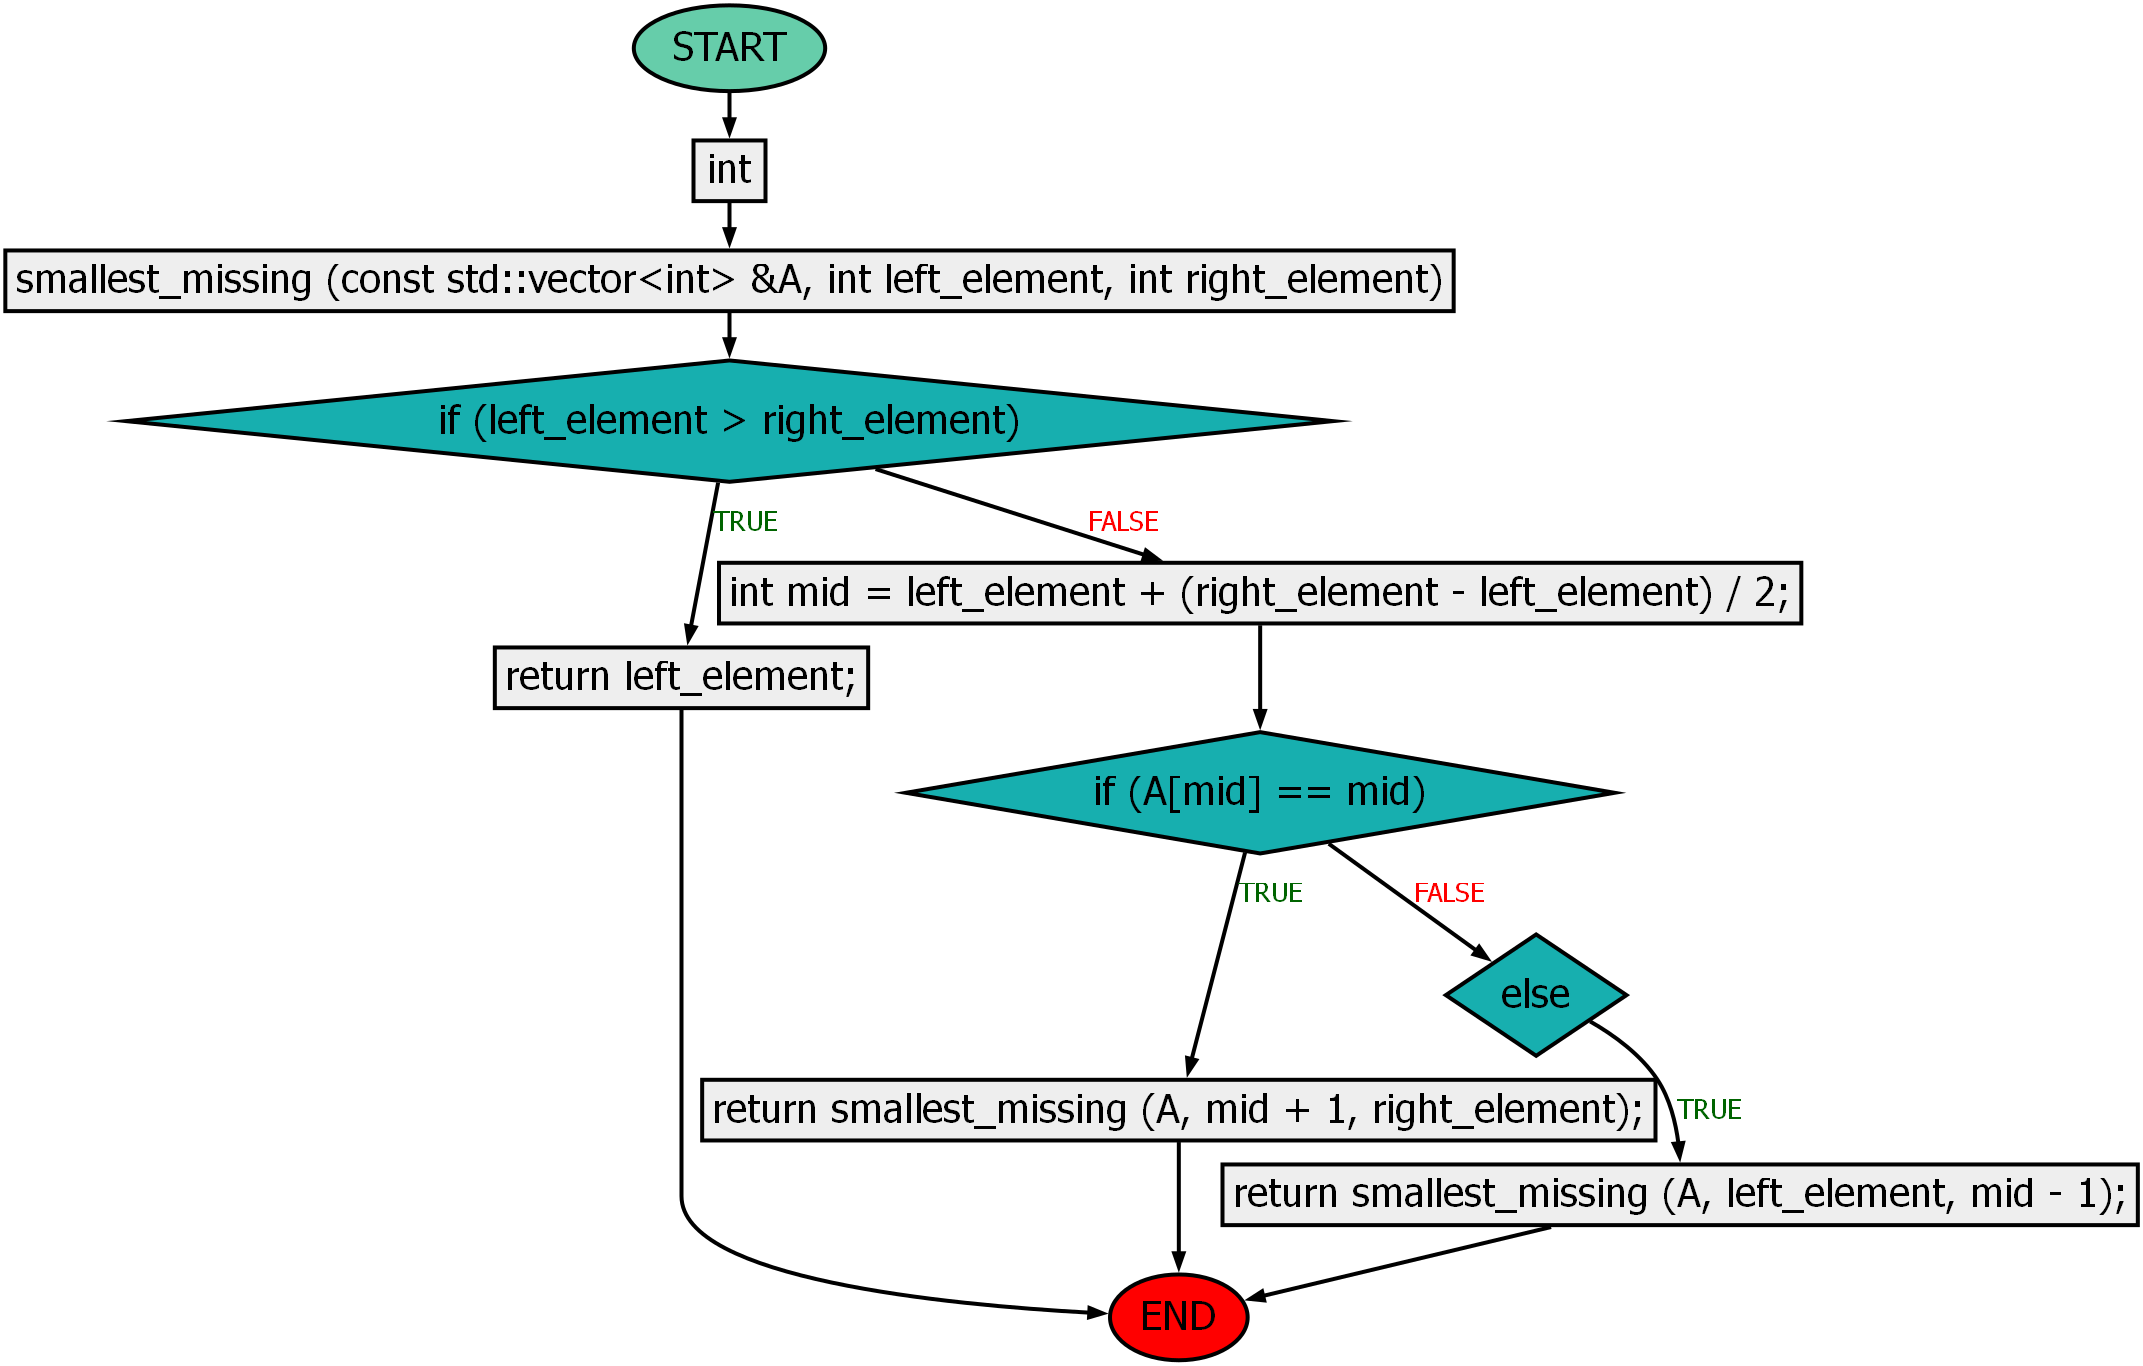 START
int
smallest_missing (const std::vector<int> &A, int left_element, int right_element)
if (left_element > right_element)
TRUE
FALSE
int mid = left_element + (right_element - left_element) / 2;
return left_element;
if (A[mid] == mid)
TRUE
FALSE
else
return smallest_missing (A, mid + 1, right_element);
TRUE
return smallest_missing (A, left_element, mid - 1);
END